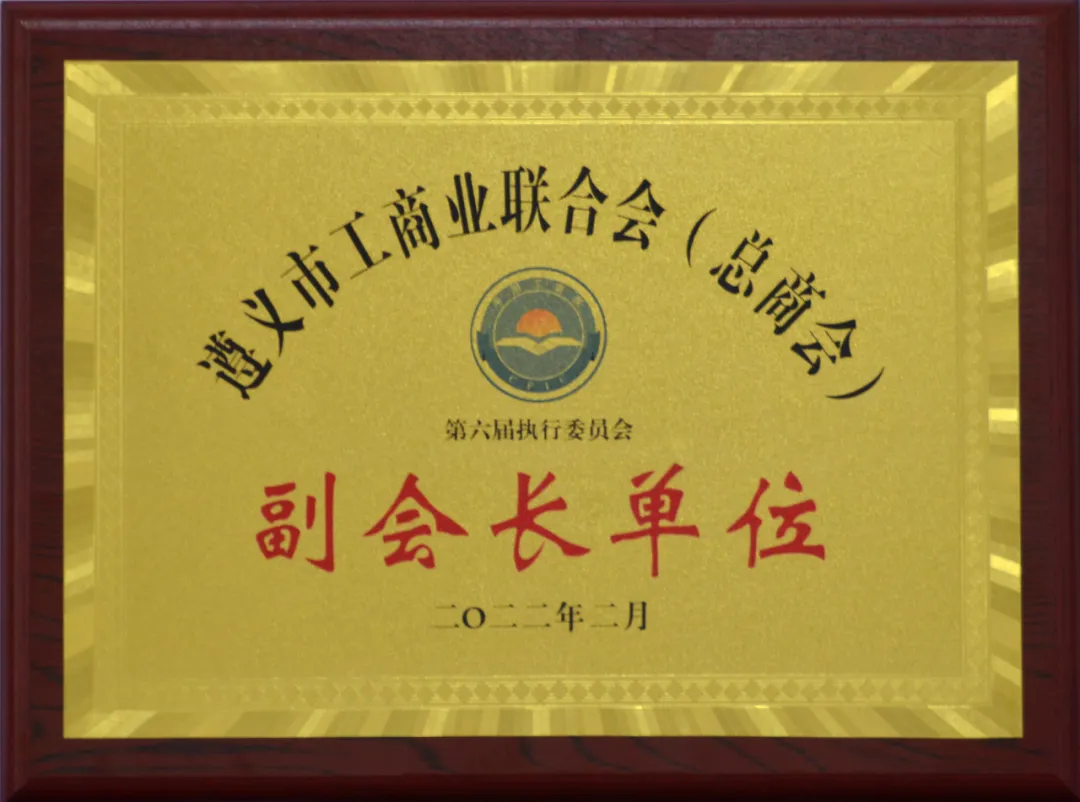 遵义市工商业联合会（总商会）
第六届执行委员会
副会长单位
二〇二二年二月